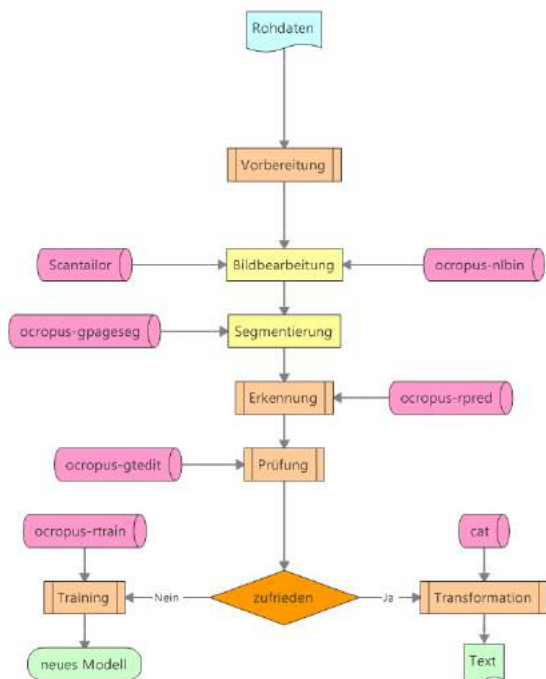 Rohdaten
Vorbereitung
Scantailor
Bildbearbeitung
ocropus-nlbin
ocropus-gpageseg
Segmentierung
Erkennung
ocropus-rpred
ocropus-gtedit
Prüfung
ocropus-rtrain
cat
Training
Nein
zufrieden
Ja
Transformation
neues Modell
Text